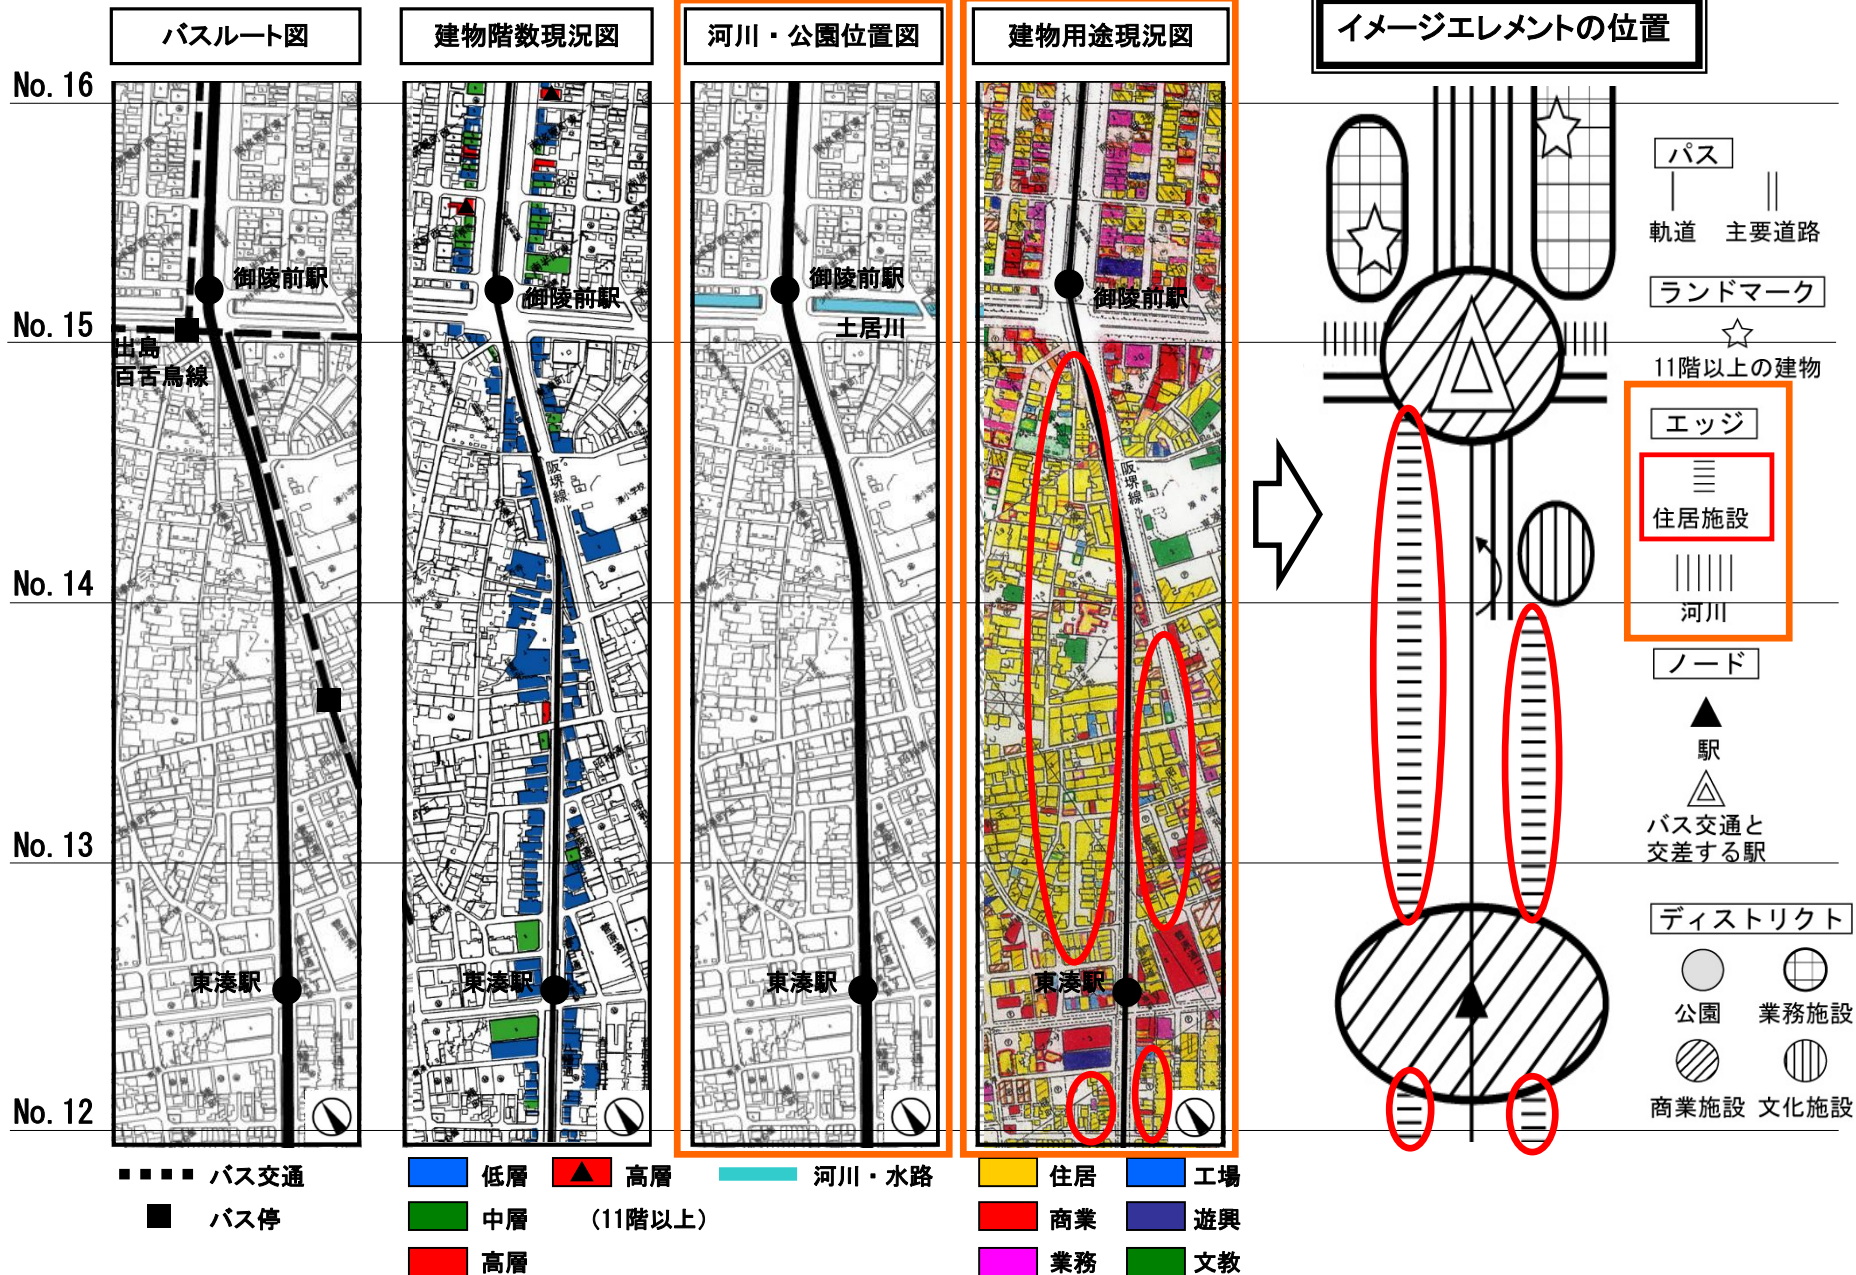 バスルート図
建物階数現況図
河川・公園位置図
建物用途現況図
イメージエレメントの位置
No. 16
No. 15
No. 14
No. 13
No. 12
御陵前駅
出島
百舌鳥線
東湊駅
御陵前駅
阪堺線
湊小学校
東湊駅
御陵前駅
土居川
東湊駅
御陵前駅
阪堺線
東湊駅
パス
軌道 主要道路
ランドマーク
11階以上の建物
エッジ
住居施設
河川
ノード
駅
バス交通と
交差する駅
ディストリクト
公園 業務施設
商業施設 文化施設
バス交通
バス停
低層 高層
中層 (11階以上)
高層
河川・水路
住居 工場
商業 遊興
業務 文教